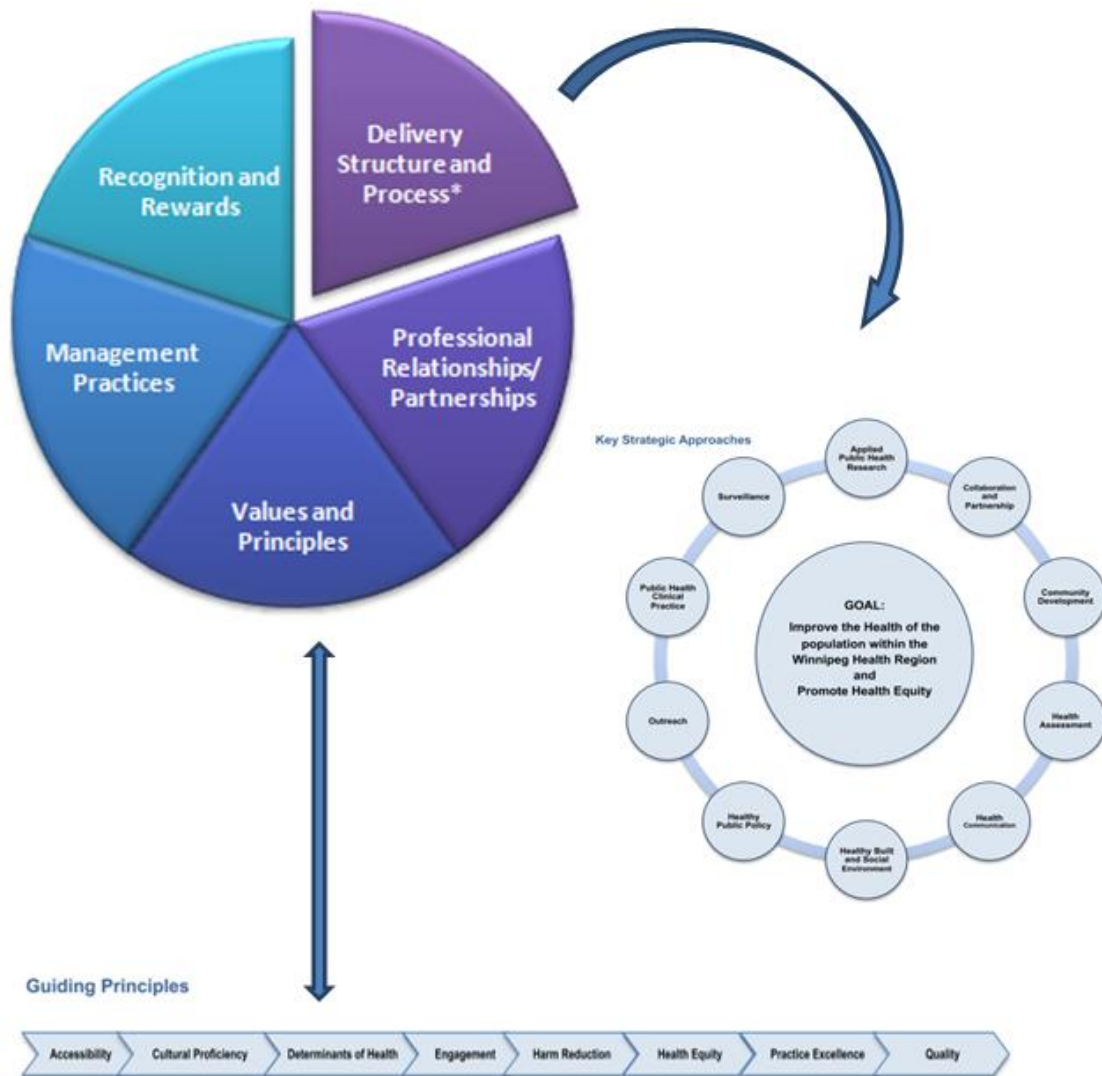 Delivery
Structure and
Process*
Recognition and
Rewards
Professional
Relationships/
Partnerships
Management
Practices
Values and
Principles
Key Strategic Approaches
Applied
Public Health
Research
Collaboration
and
Partnership
Community
Development
Health
Assessment
Health
Communication
Healthy Built
and Social
Environment
Healthy
Public Policy
Outreach
Public Health
Clinical
Practice
Surveillance
GOAL:
Improve the Health of the
population within the
Winnipeg Health Region
and
Promote Health Equity
Guiding Principles
Accessibility
Cultural Proficiency
Determinants of Health
Engagement
Harm Reduction
Health Equity
Practice Excellence
Quality